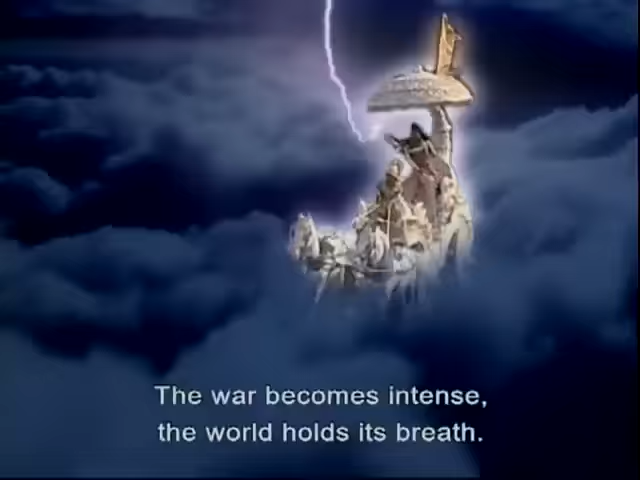 The war becomes intense,
the world holds its breath.